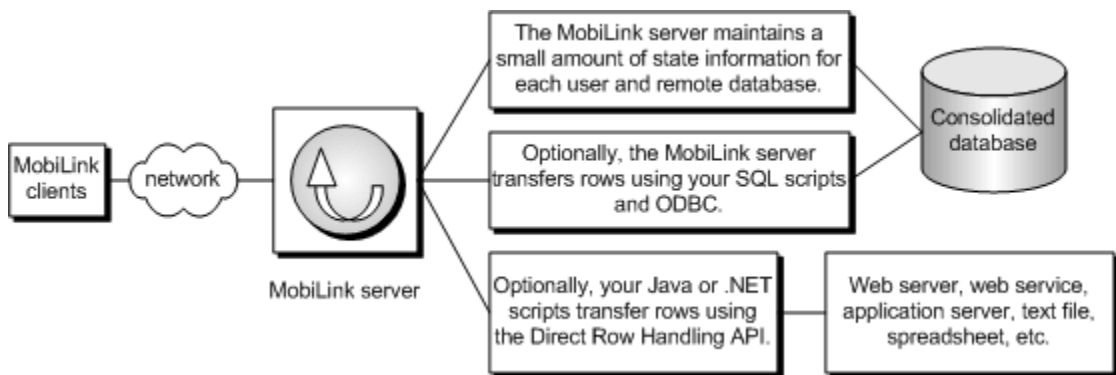 MobiLink
clients
network
MobiLink server
The MobiLink server maintains a
small amount of state information for
each user and remote database.
Optionally, the MobiLink server
transfers rows using your SQL scripts
and ODBC.
Optionally, your Java or .NET
scripts transfer rows using
the Direct Row Handling API.
Consolidated
database
Web server, web service,
application server, text file,
spreadsheet, etc.